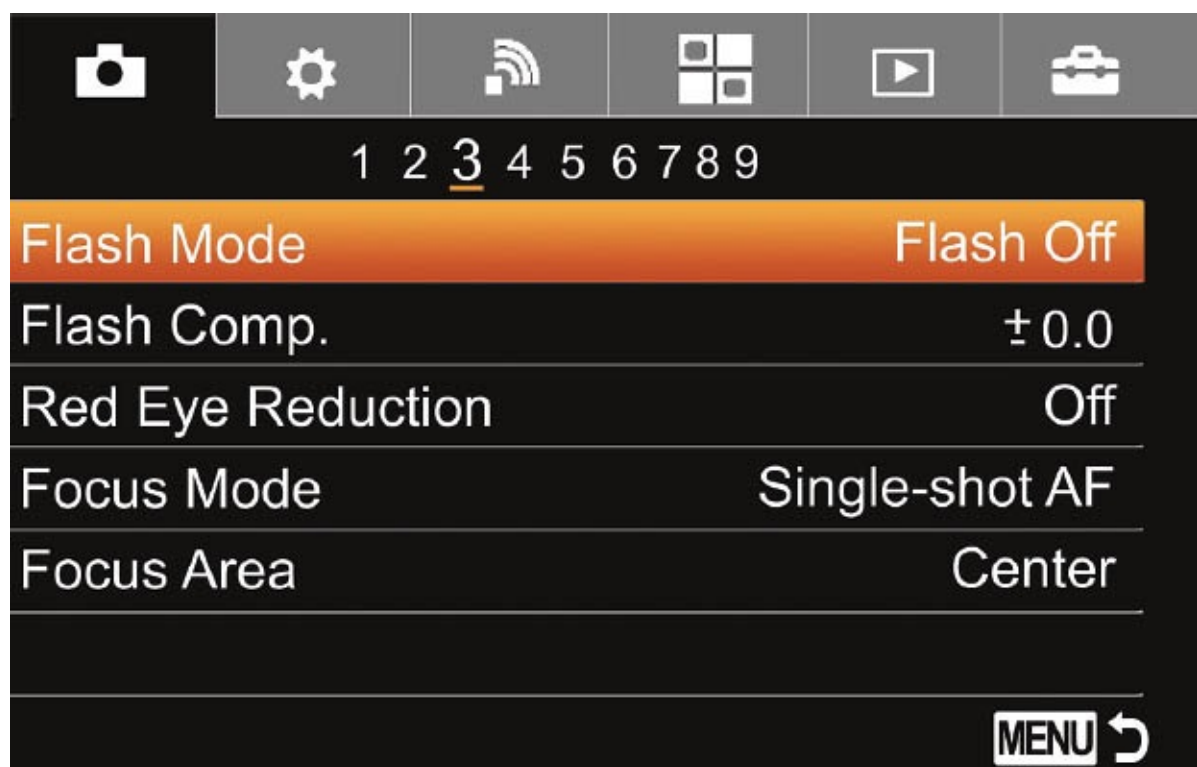 1 2 3 4 5 6 7 8 9
Flash Mode Flash Off
Flash Comp. ±0.0
Red Eye Reduction Off
Focus Mode Single-shot AF
Focus Area Center
MENU